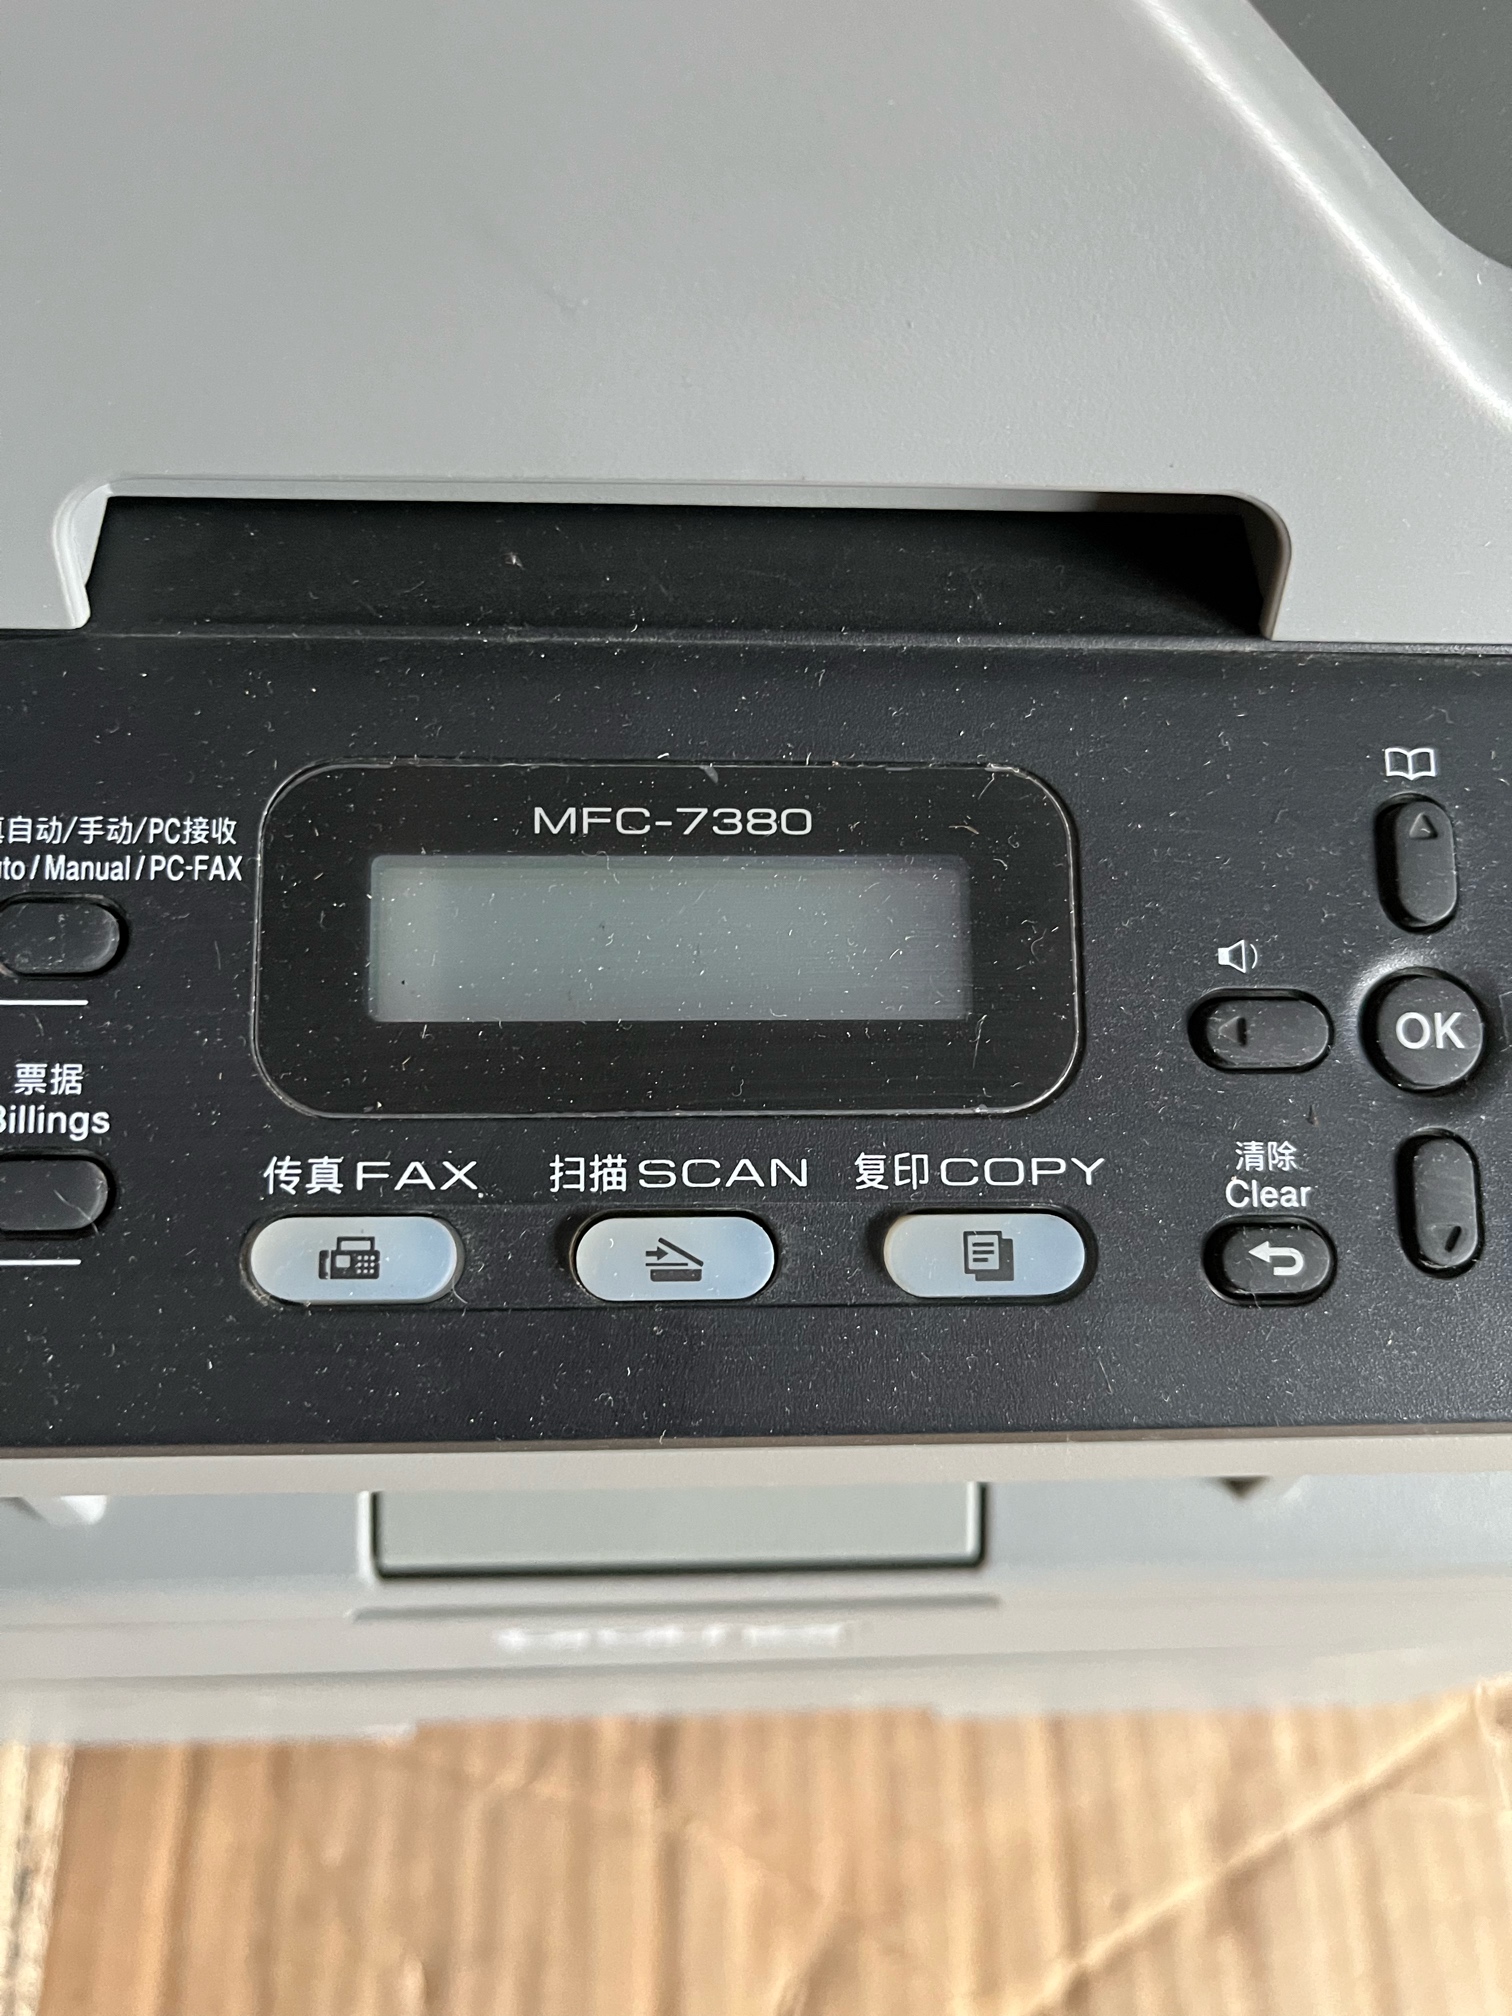 MFC-7380
自动/手动/PC接收
/Manual/PC-FAX
票据
Billings
传真 FAX
扫描 SCAN
复印 COPY
OK
清除
Clear